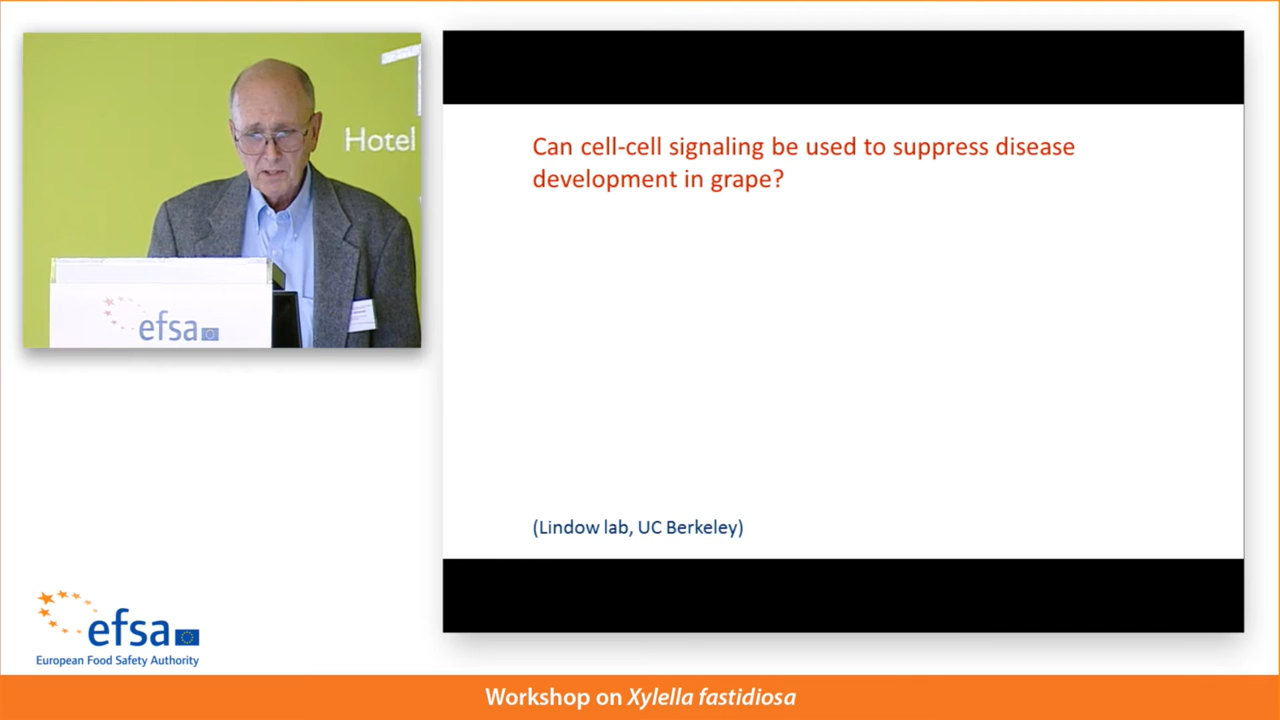 Hotel
efsa
Can cell-cell signaling be used to suppress disease
development in grape?
(Lindow lab, UC Berkeley)
efsa
European Food Safety Authority
Workshop on Xylella fastidiosa